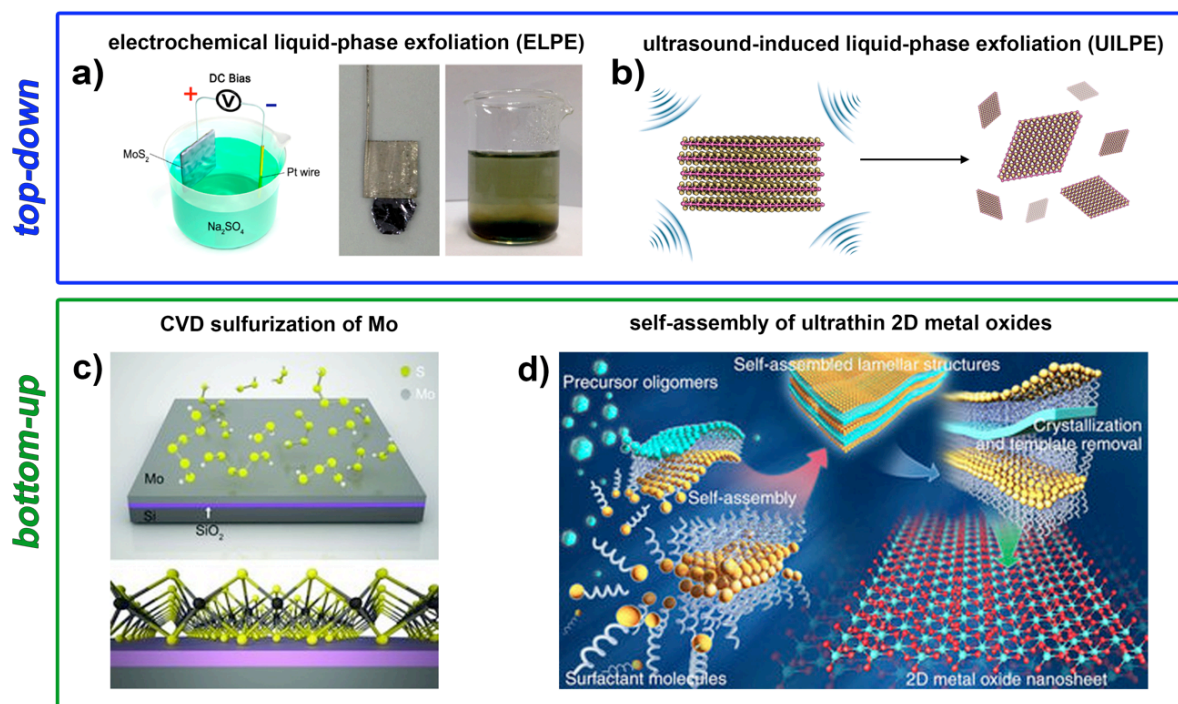 top-down
electrochemical liquid-phase exfoliation (ELPE)
a)
DC Bias
+
V
–
MoS₂
Pt wire
Na₂SO₄
ultrasound-induced liquid-phase exfoliation (UILPE)
b)
bottom-up
CVD sulfurization of Mo
c)
S
Mo
Mo
Si
SiO₂
self-assembly of ultrathin 2D metal oxides
d)
Precursor oligomers
Self-assembled lamellar structures
Crystallization
and template removal
Self-assembly
Surfactant molecules
2D metal oxide nanosheet